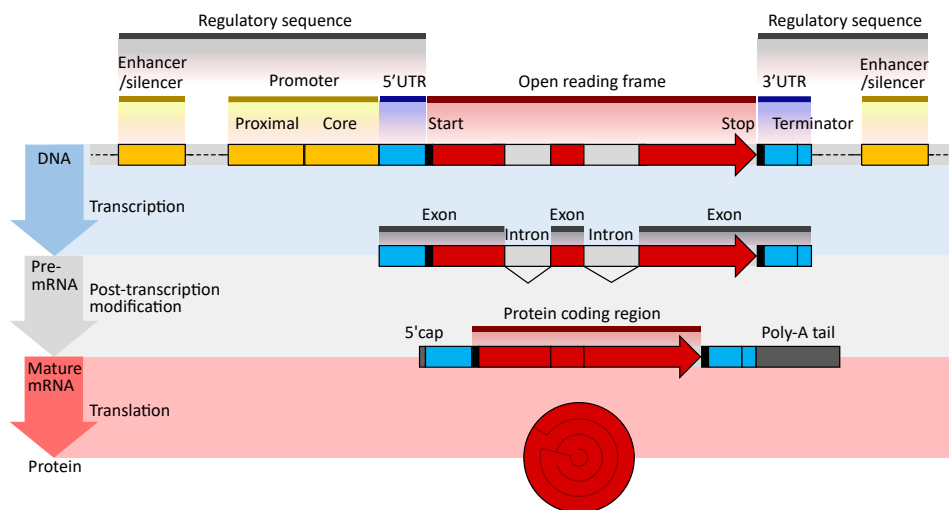 Regulatory sequence
Regulatory sequence
Enhancer
/silencer
Promoter
5’UTR
Open reading frame
3’UTR
Enhancer
/silencer
Proximal
Core
Start
Stop
Terminator
DNA
Transcription
Exon
Exon
Exon
Intron
Intron
Pre-
mRNA
Post-transcription
modification
Protein coding region
5'cap
Poly-A tail
Mature
mRNA
Translation
Protein